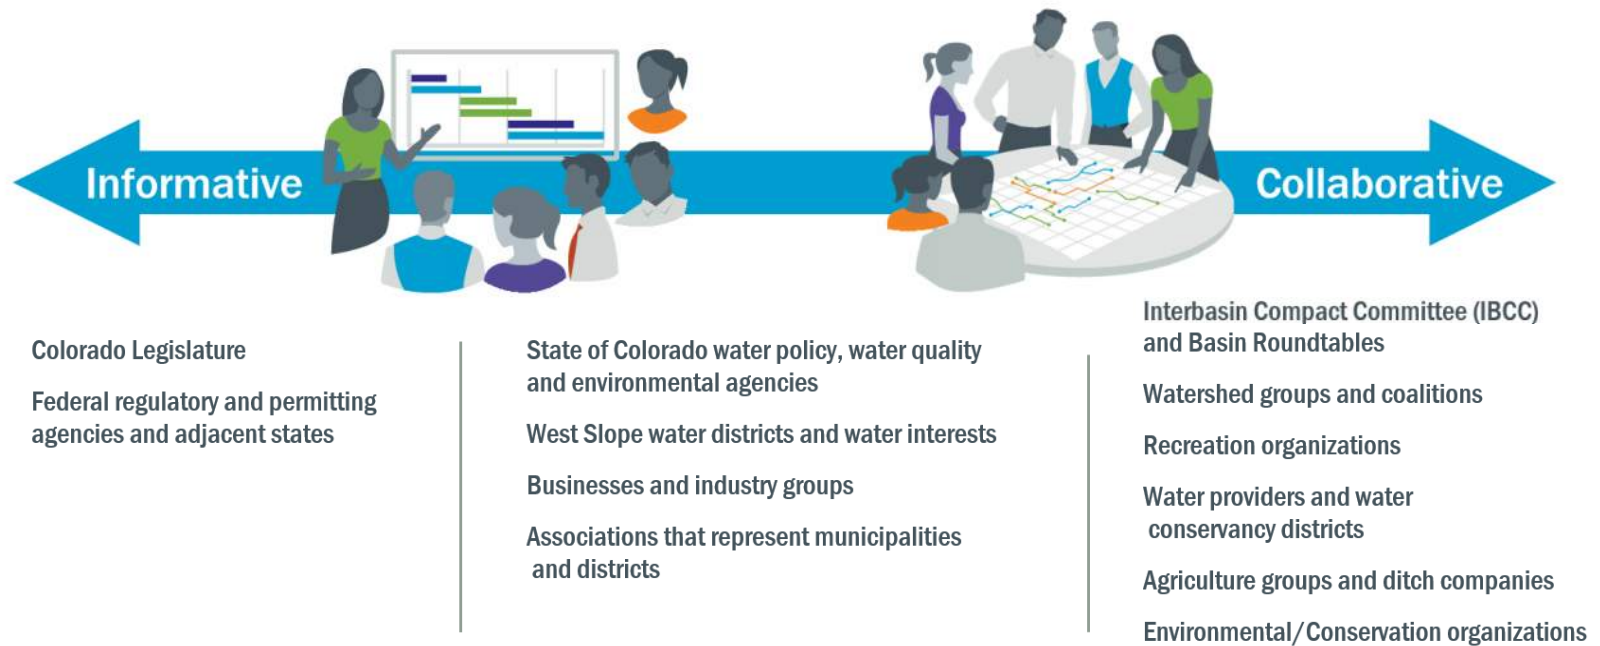 Informative
Collaborative
Colorado Legislature
Federal regulatory and permitting
agencies and adjacent states
State of Colorado water policy, water quality
and environmental agencies
West Slope water districts and water interests
Businesses and industry groups
Associations that represent municipalities
and districts
Interbasin Compact Committee (IBCC)
and Basin Roundtables
Watershed groups and coalitions
Recreation organizations
Water providers and water
conservancy districts
Agriculture groups and ditch companies
Environmental/Conservation organizations